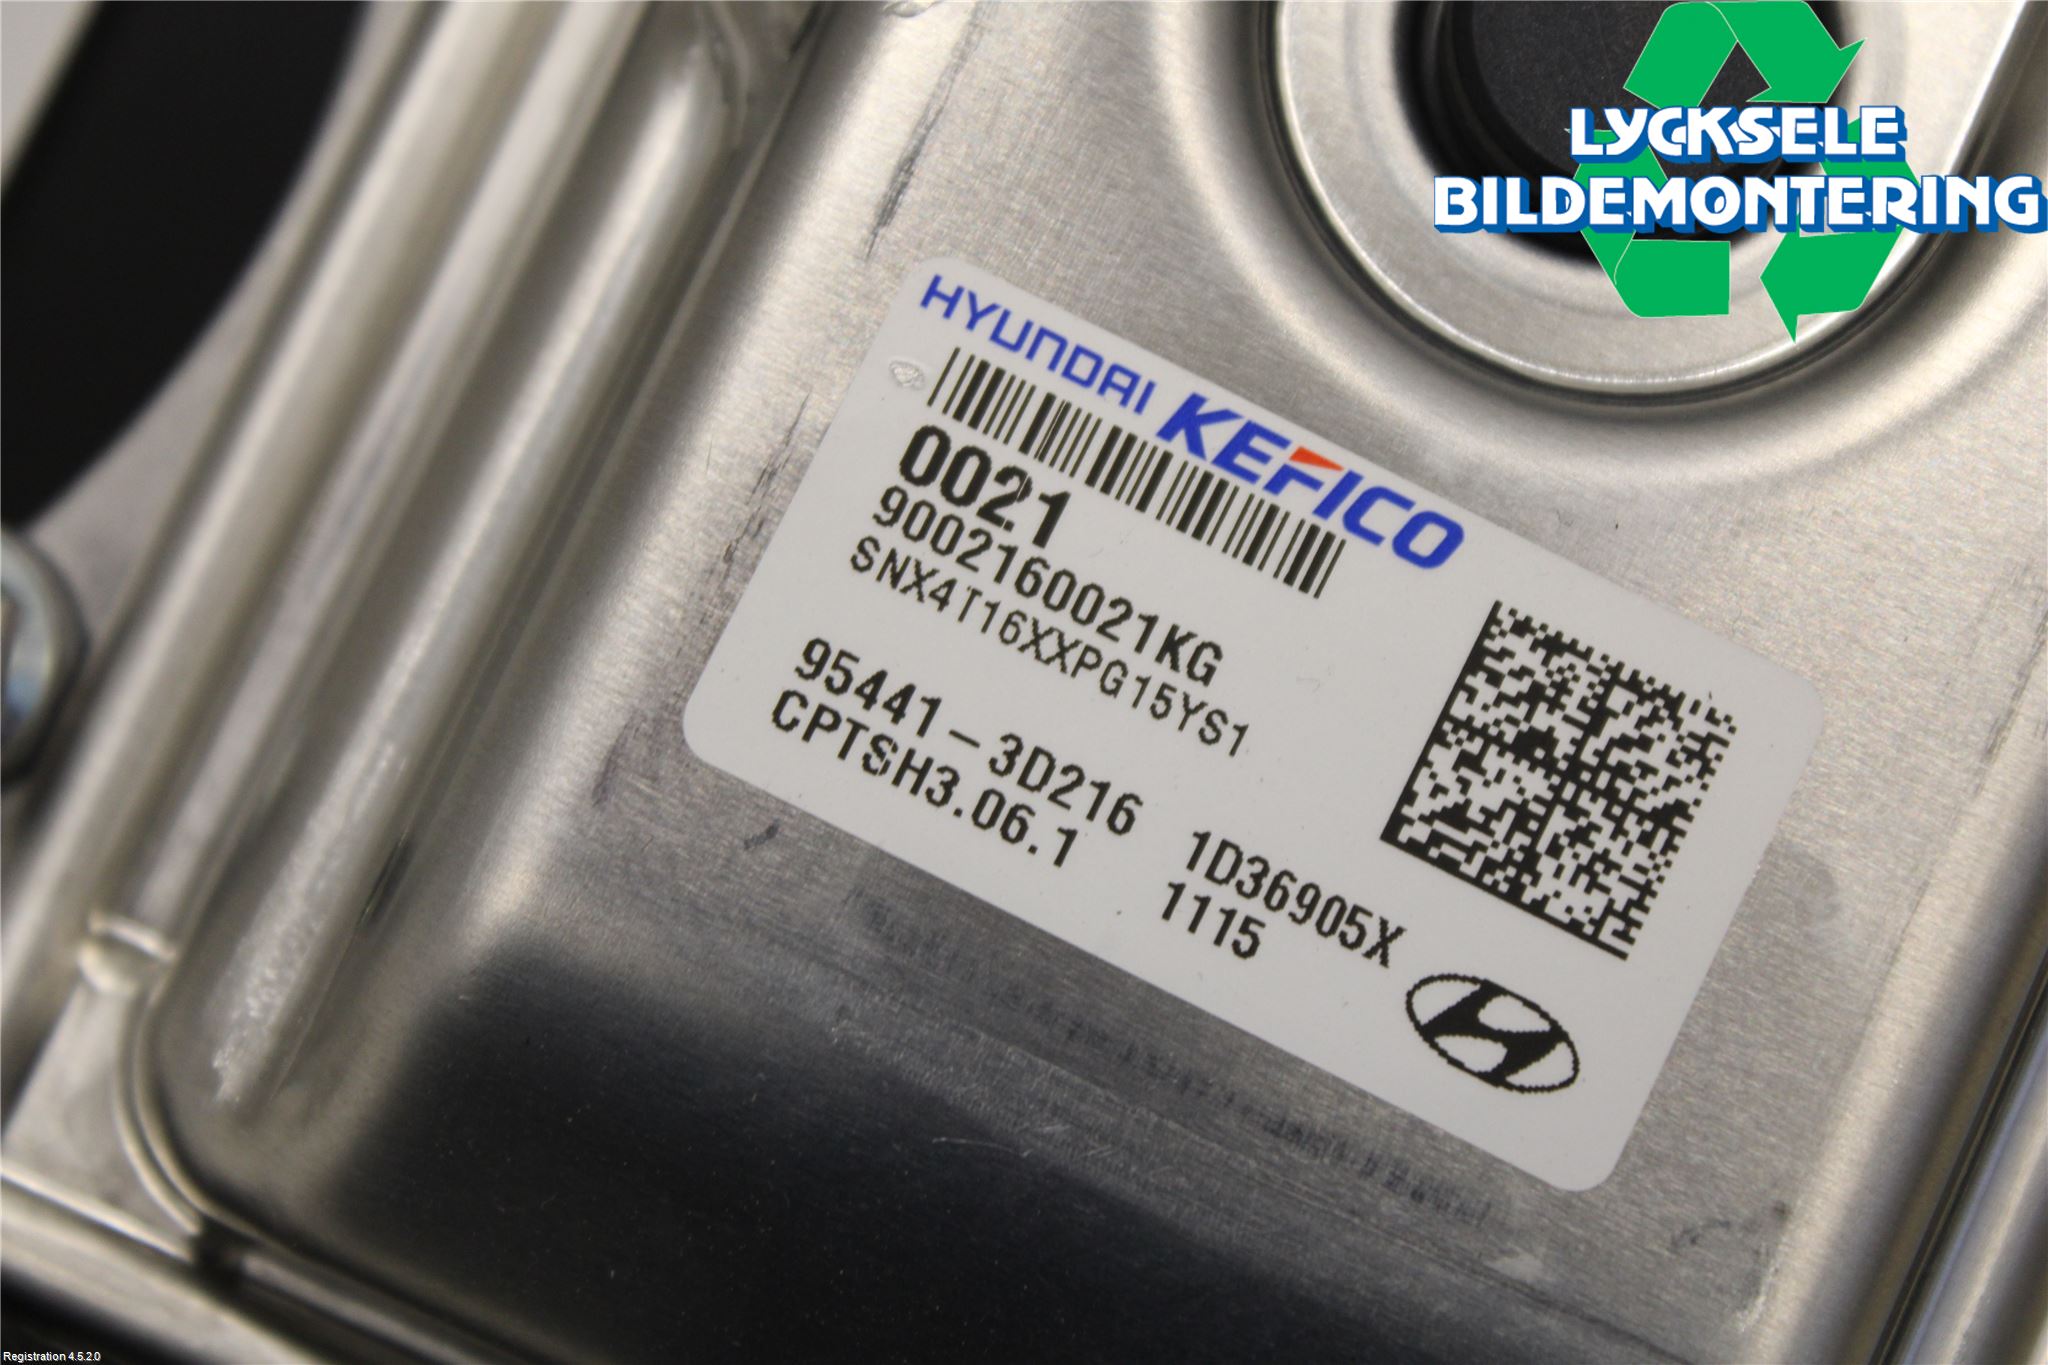 LYCKSELE
BILDEMONTERING
HYUNDAI KEFICO
0021
9002160021KG
SNX4T16XXPG15YS1
95441-3D216 1D36905X
CPTSH3.06.1 1115
Registration 4.5.2.0